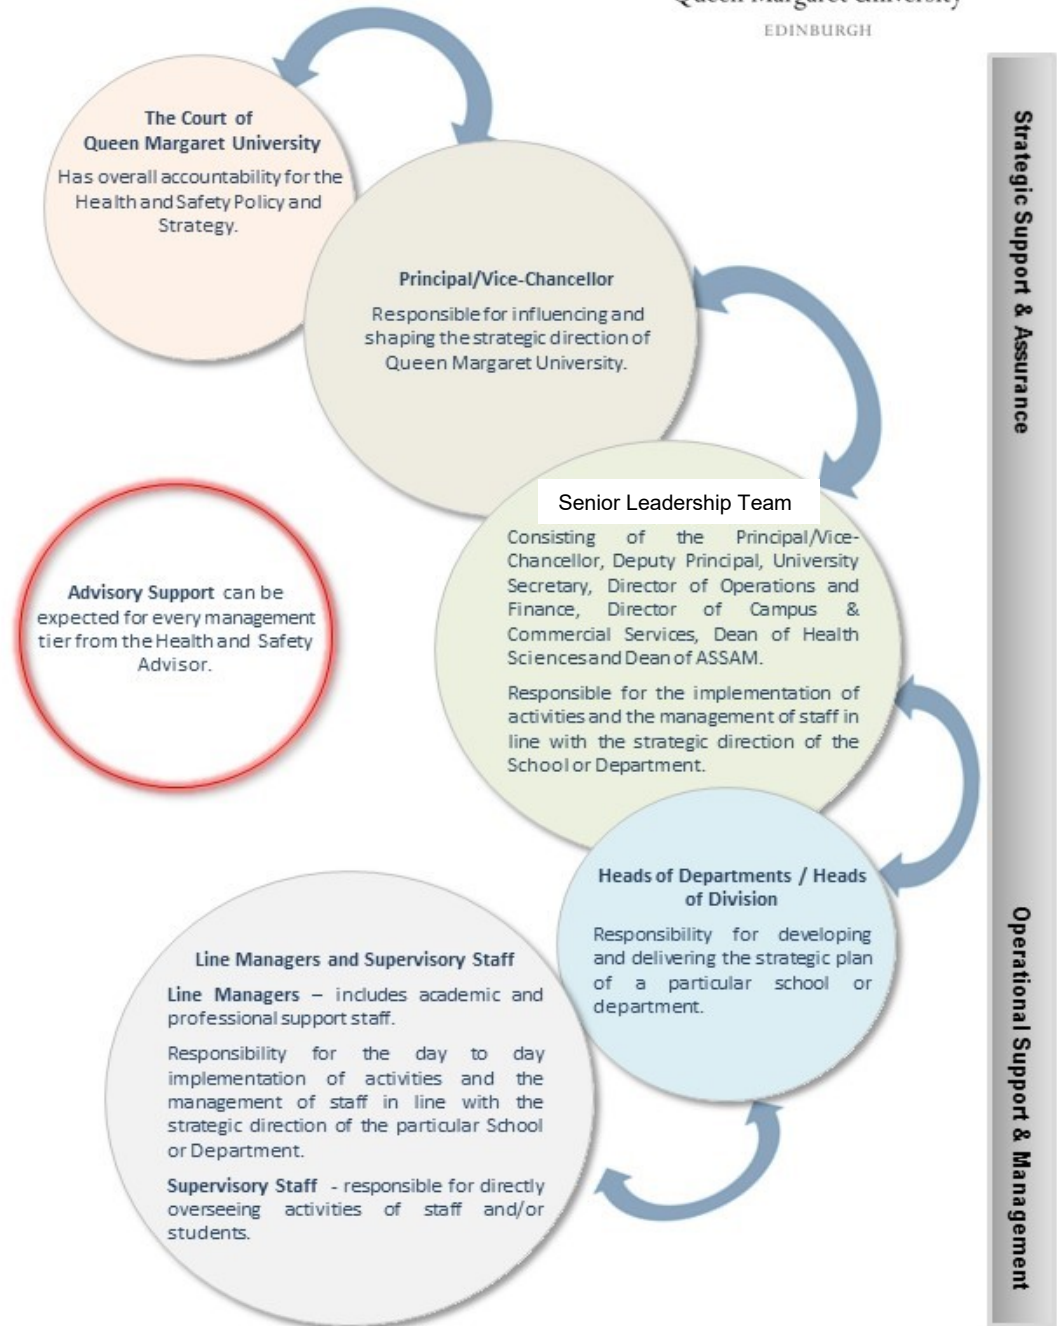 Queen Margaret University
EDINBURGH
The Court of
Queen Margaret University
Has overall accountability for the
Health and Safety Policy and
Strategy.
Principal/Vice-Chancellor
Responsible for influencing and
shaping the strategic direction of
Queen Margaret University.
Senior Leadership Team
Consisting of the Principal/Vice-
Chancellor, Deputy Principal, University
Secretary, Director of Operations and
Finance, Director of Campus &
Commercial Services, Dean of Health
Sciences and Dean of ASSAM.
Responsible for the implementation of
activities and the management of staff in
line with the strategic direction of the
School or Department.
Advisory Support can be
expected for every management
tier from the Health and Safety
Advisor.
Heads of Departments / Heads
of Division
Responsibility for developing
and delivering the strategic plan
of a particular school or
department.
Line Managers and Supervisory Staff
Line Managers – includes academic and
professional support staff.
Responsibility for the day to day
implementation of activities and the
management of staff in line with the
strategic direction of the particular School
or Department.
Supervisory Staff - responsible for directly
overseeing activities of staff and/or
students.
Strategic Support & Assurance
Operational Support & Management